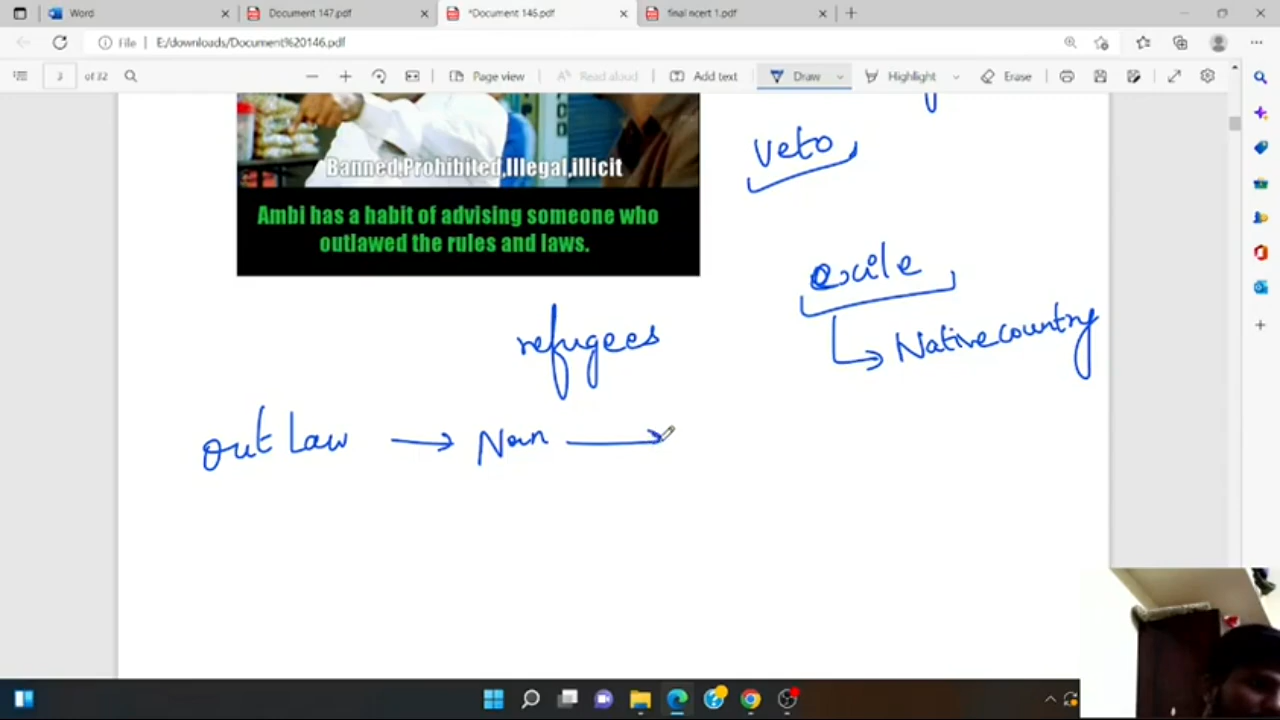 Word
Document 147.pdf
*Document 146.pdf
final ncert 1.pdf
File
E:/downloads/Document%20146.pdf
3 of 32
Page view
Read aloud
Add text
Draw
Highlight
Erase
Banned,Prohibited,Illegal,illicit
Ambi has a habit of advising someone who
outlawed the rules and laws.
veto
exile
Native country
refugees
out Law → Noun →